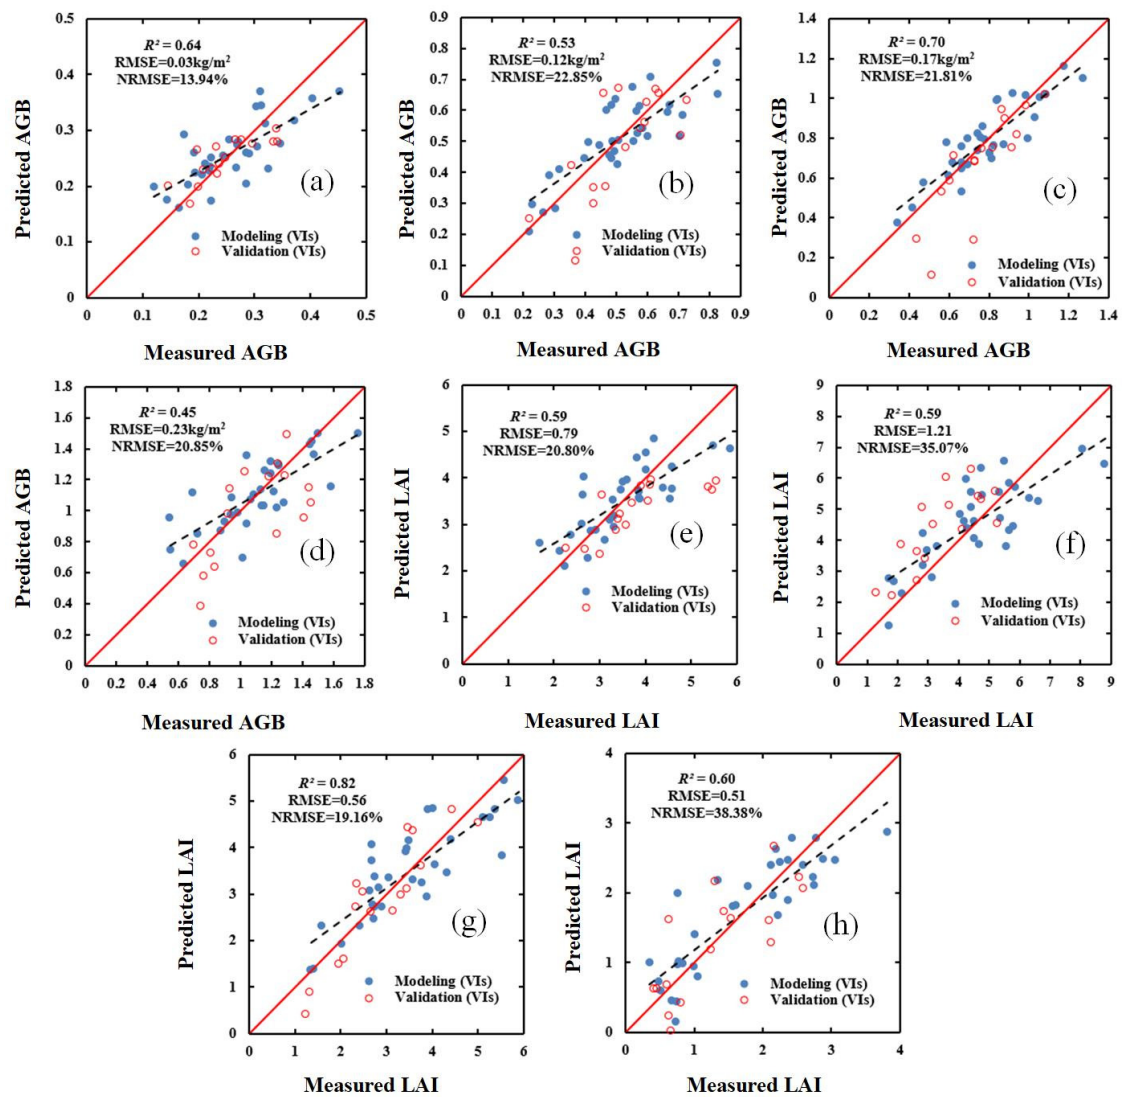 R² = 0.64
RMSE=0.03kg/m²
NRMSE=13.94%
Predicted AGB
0.5
0.4
0.3
0.2
0.1
0
(a)
Modeling (VIs)
Validation (VIs)
0 0.1 0.2 0.3 0.4 0.5
Measured AGB
R² = 0.53
RMSE=0.12kg/m²
NRMSE=22.85%
Predicted AGB
0.9
0.8
0.7
0.6
0.5
0.4
0.3
0.2
0.1
0
(b)
Modeling (VIs)
Validation (VIs)
0 0.1 0.2 0.3 0.4 0.5 0.6 0.7 0.8 0.9
Measured AGB
R² = 0.70
RMSE=0.17kg/m²
NRMSE=21.81%
Predicted AGB
1.4
1.2
1
0.8
0.6
0.4
0.2
0
(c)
Modeling (VIs)
Validation (VIs)
0 0.2 0.4 0.6 0.8 1 1.2 1.4
Measured AGB
R² = 0.45
RMSE=0.23kg/m²
NRMSE=20.85%
Predicted AGB
1.8
1.6
1.4
1.2
1
0.8
0.6
0.4
0.2
0
(d)
Modeling (VIs)
Validation (VIs)
0 0.2 0.4 0.6 0.8 1 1.2 1.4 1.6 1.8
Measured AGB
R² = 0.59
RMSE=0.79
NRMSE=20.80%
Predicted LAI
6
5
4
3
2
1
0
(e)
Modeling (VIs)
Validation (VIs)
0 1 2 3 4 5 6
Measured LAI
R² = 0.59
RMSE=1.21
NRMSE=35.07%
Predicted LAI
9
8
7
6
5
4
3
2
1
0
(f)
Modeling (VIs)
Validation (VIs)
0 1 2 3 4 5 6 7 8 9
Measured LAI
R² = 0.82
RMSE=0.56
NRMSE=19.16%
Predicted LAI
6
5
4
3
2
1
0
(g)
Modeling (VIs)
Validation (VIs)
0 1 2 3 4 5 6
Measured LAI
R² = 0.60
RMSE=0.51
NRMSE=38.38%
Predicted LAI
4
3
2
1
0
(h)
Modeling (VIs)
Validation (VIs)
0 1 2 3 4
Measured LAI